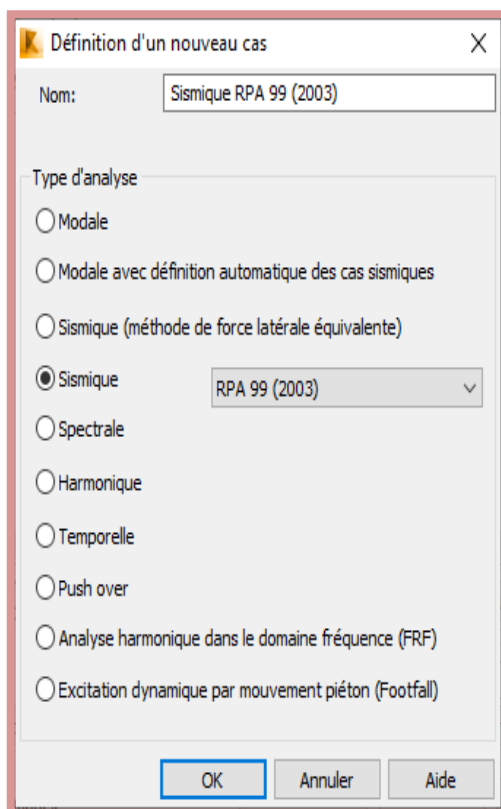 Définition d'un nouveau cas
Nom: Sismique RPA 99 (2003)
Type d'analyse
Modale
Modale avec définition automatique des cas sismiques
Sismique (méthode de force latérale équivalente)
Sismique RPA 99 (2003)
Spectrale
Harmonique
Temporelle
Push over
Analyse harmonique dans le domaine fréquence (FRF)
Excitation dynamique par mouvement piéton (Footfall)
OK Annuler Aide